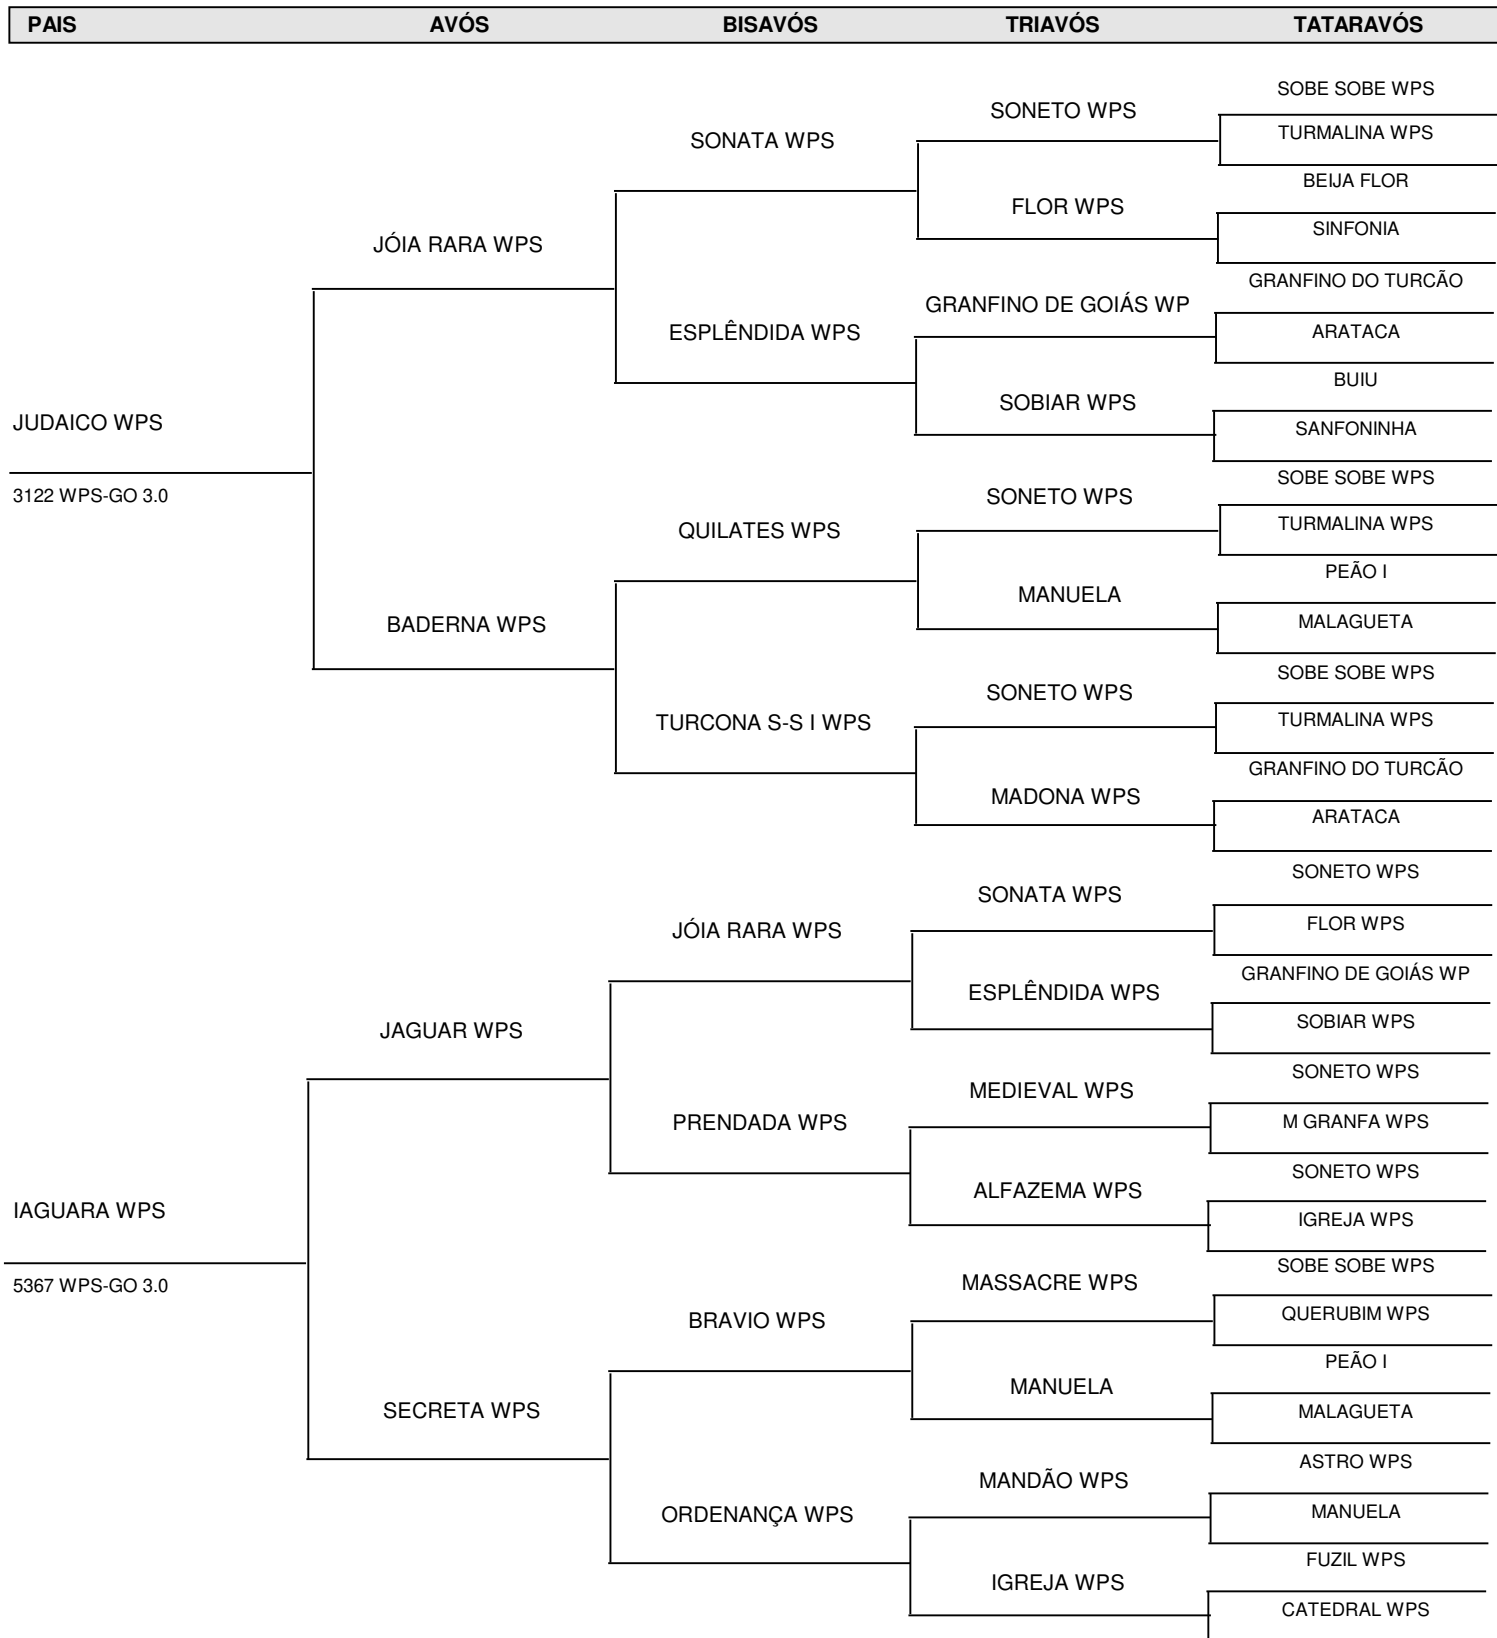 PAIS AVÓS BISAVÓS TRIAVÓS TATARAVÓS
SOBE SOBE WPS
SONETO WPS
TURMALINA WPS
SONATA WPS
BEIJA FLOR
FLOR WPS
SINFONIA
JÓIA RARA WPS
GRANFINO DO TURCÃO
GRANFINO DE GOIÁS WP
ARATACA
ESPLÊNDIDA WPS
BUIU
SOBIAR WPS
SANFONINHA
JUDAICO WPS
3122 WPS-GO 3.0
SOBE SOBE WPS
SONETO WPS
TURMALINA WPS
QUILATES WPS
PEÃO I
MANUELA
MALAGUETA
BADERNA WPS
SOBE SOBE WPS
SONETO WPS
TURMALINA WPS
TURCONA S-S I WPS
GRANFINO DO TURCÃO
MADONA WPS
ARATACA
SONETO WPS
SONATA WPS
FLOR WPS
JÓIA RARA WPS
GRANFINO DE GOIÁS WP
ESPLÊNDIDA WPS
SOBIAR WPS
JAGUAR WPS
SONETO WPS
MEDIEVAL WPS
M GRANFA WPS
PRENDADA WPS
SONETO WPS
ALFAZEMA WPS
IGREJA WPS
IAGUARA WPS
5367 WPS-GO 3.0
SOBE SOBE WPS
MASSACRE WPS
QUERUBIM WPS
BRAVIO WPS
PEÃO I
MANUELA
MALAGUETA
SECRETA WPS
ASTRO WPS
MANDÃO WPS
MANUELA
ORDENANÇA WPS
FUZIL WPS
IGREJA WPS
CATEDRAL WPS